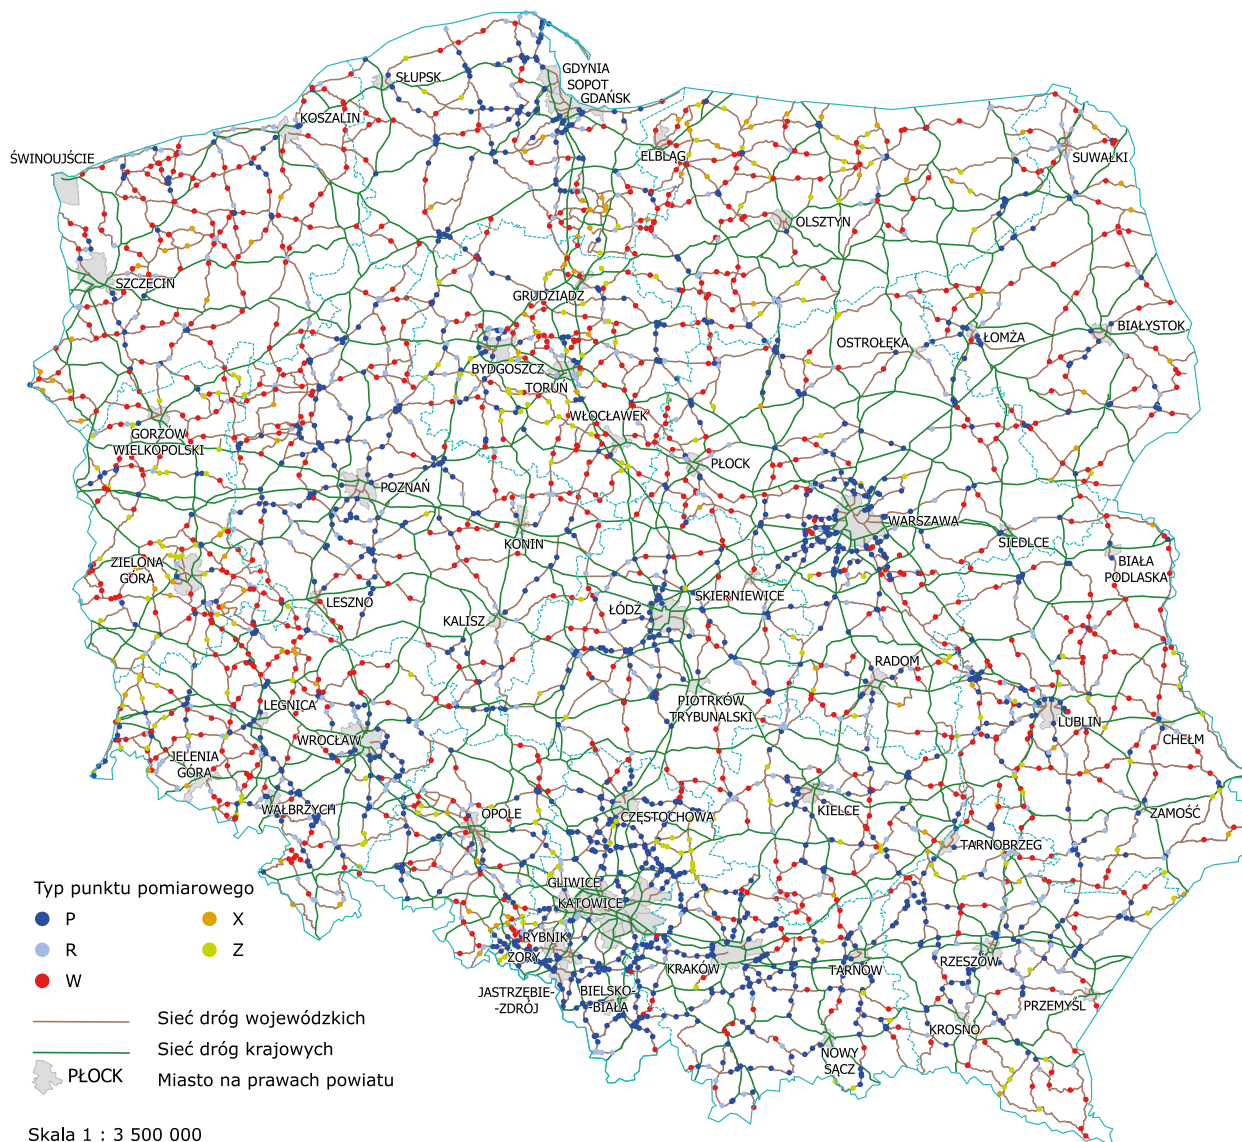 GDYNIA
SOPOT
GDAŃSK
SŁUPSK
KOSZALIN
ŚWINOUJŚCIE
ELBLĄG
SUWAŁKI
OLSZTYN
SZCZECIN
GRUDZIĄDZ
BIAŁYSTOK
ŁOMŻA
OSTROŁĘKA
BYDGOSZCZ
TORUŃ
WŁOCŁAWEK
GORZÓW
WIELKOPOLSKI
PŁOCK
POZNAŃ
WARSZAWA
KONIN
SIEDLCE
BIAŁA
PODLASKA
ZIELONA
GÓRA
LESZNO
SKIERNIEWICE
ŁÓDŹ
KALISZ
RADOM
PIOTRKÓW
TRYBUNALSKI
LEGNICA
LUBLIN
WROCŁAW
CHEŁM
JELENIA
GÓRA
WAŁBRZYCH
OPOLE
CZĘSTOCHOWA
KIELCE
ZAMOŚĆ
TARNOBRZEG
GLIWICE
KATOWICE
RYBNIK
ŻORY
KRAKÓW
TARNÓW
RZESZÓW
JASTRZĘBIE-
-ZDRÓJ
BIELSKO-
-BIAŁA
PRZEMYŚL
KROSNO
NOWY
SĄCZ
Typ punktu pomiarowego
P X
R Z
W
Sieć dróg wojewódzkich
Sieć dróg krajowych
PŁOCK Miasto na prawach powiatu
Skala 1 : 3 500 000